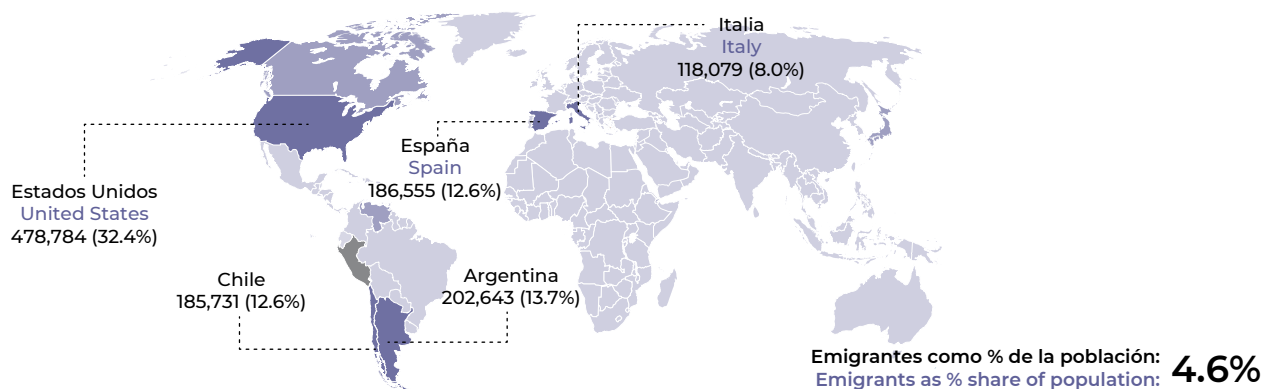 Italia
Italy
118,079 (8.0%)
España
Spain
186,555 (12.6%)
Estados Unidos
United States
478,784 (32.4%)
Chile
185,731 (12.6%)
Argentina
202,643 (13.7%)
Emigrantes como % de la población:
Emigrants as % share of population:
4.6%